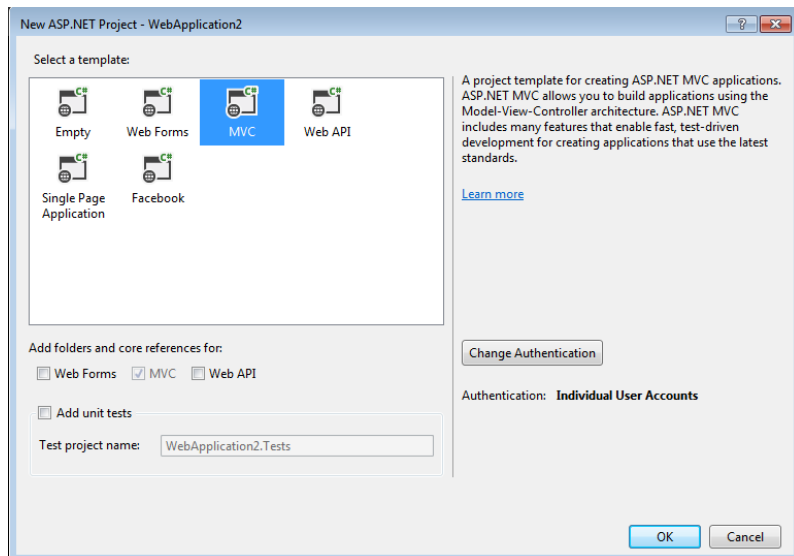 New ASP.NET Project - WebApplication2
Select a template:
C#
C#
C#
C#
Empty
Web Forms
MVC
Web API
C#
C#
Single Page
Application
Facebook
A project template for creating ASP.NET MVC applications.
ASP.NET MVC allows you to build applications using the
Model-View-Controller architecture. ASP.NET MVC
includes many features that enable fast, test-driven
development for creating applications that use the latest
standards.
Learn more
Add folders and core references for:
Web Forms
MVC
Web API
Add unit tests
Test project name:
WebApplication2.Tests
Change Authentication
Authentication: Individual User Accounts
OK
Cancel